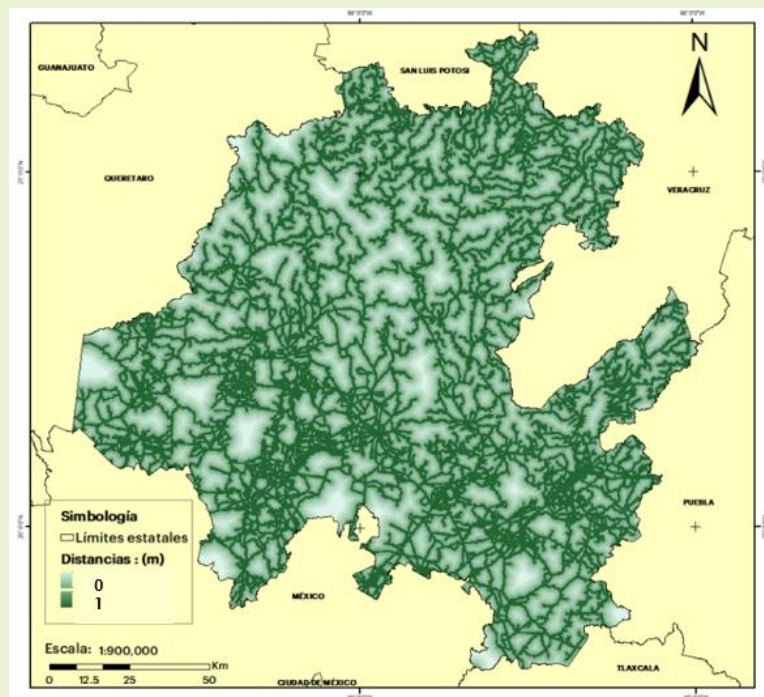 GUANAJUATO
SAN LUIS POTOSI
N
QUERETARO
VERACRUZ
PUEBLA
MÉXICO
TLAXCALA
CIUDAD DE MÉXICO
Simbología
Límites estatales
Distancias : (m)
0
1
Escala: 1:900,000
Km
0 12.5 25 50